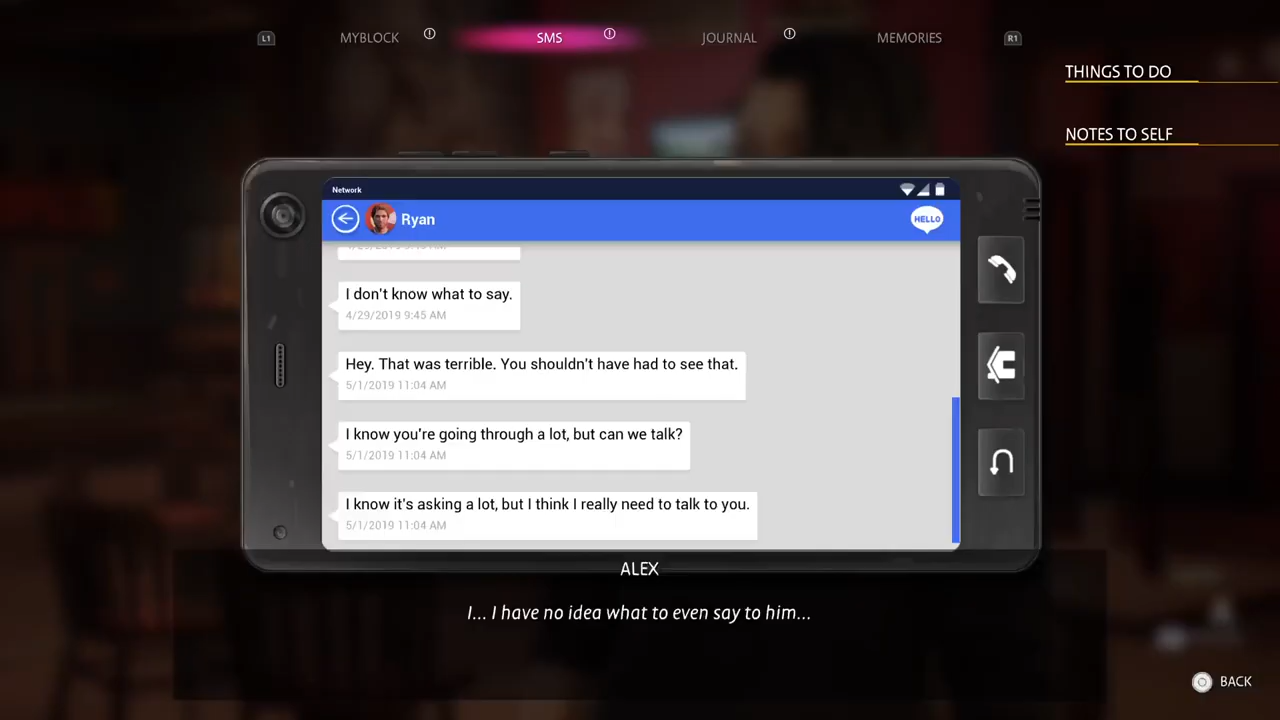 L1
MYBLOCK
SMS
JOURNAL
MEMORIES
R1
THINGS TO DO
NOTES TO SELF
Network
Ryan
HELLO
I don't know what to say.
4/29/2019 9:45 AM
Hey. That was terrible. You shouldn't have had to see that.
5/1/2019 11:04 AM
I know you're going through a lot, but can we talk?
5/1/2019 11:04 AM
I know it's asking a lot, but I think I really need to talk to you.
5/1/2019 11:04 AM
ALEX
I... I have no idea what to even say to him...
BACK